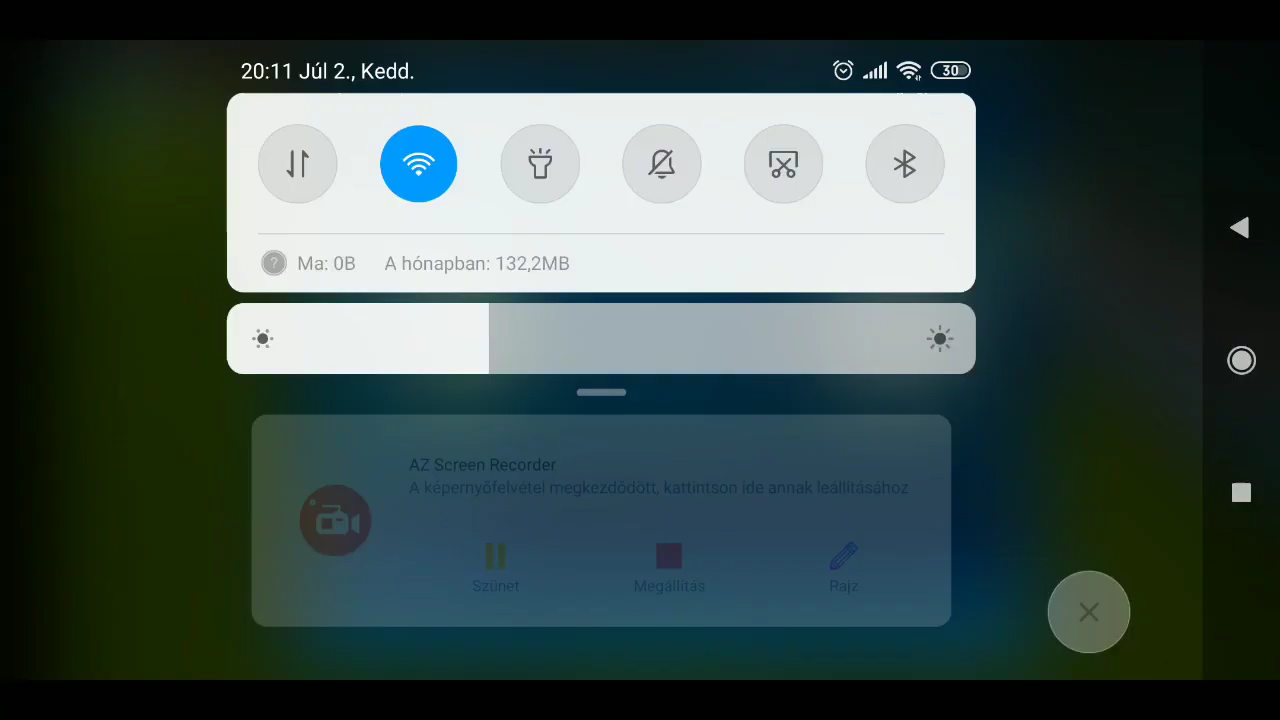 20:11 Júl 2., Kedd.
30
Ma: 0B A hónapban: 132,2MB
AZ Screen Recorder
A képernyőfelvétel megkezdődött, kattintson ide annak leállításához
Szünet Megállítás Rajz